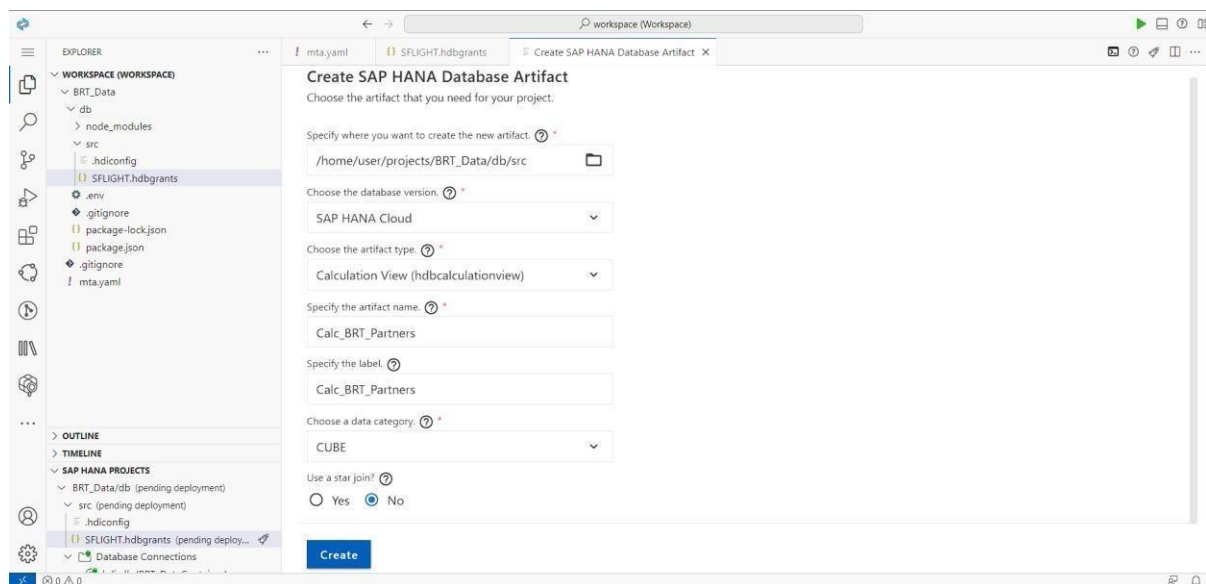 workspace (Workspace)
EXPLORER
WORKSPACE (WORKSPACE)
BRT_Data
db
node_modules
src
.hdiconfig
SFLIGHT.hdbgrants
.env
.gitignore
package-lock.json
package.json
.gitignore
mta.yaml
OUTLINE
TIMELINE
SAP HANA PROJECTS
BRT_Data/db (pending deployment)
src (pending deployment)
.hdiconfig
SFLIGHT.hdbgrants (pending deploy...
Database Connections
mta.yaml
SFLIGHT.hdbgrants
Create SAP HANA Database Artifact
Create SAP HANA Database Artifact
Choose the artifact that you need for your project.
Specify where you want to create the new artifact. *
/home/user/projects/BRT_Data/db/src
Choose the database version. *
SAP HANA Cloud
Choose the artifact type. *
Calculation View (hdbcalculationview)
Specify the artifact name. *
Calc_BRT_Partners
Specify the label.
Calc_BRT_Partners
Choose a data category. *
CUBE
Use a star join?
Yes No
Create
0 0